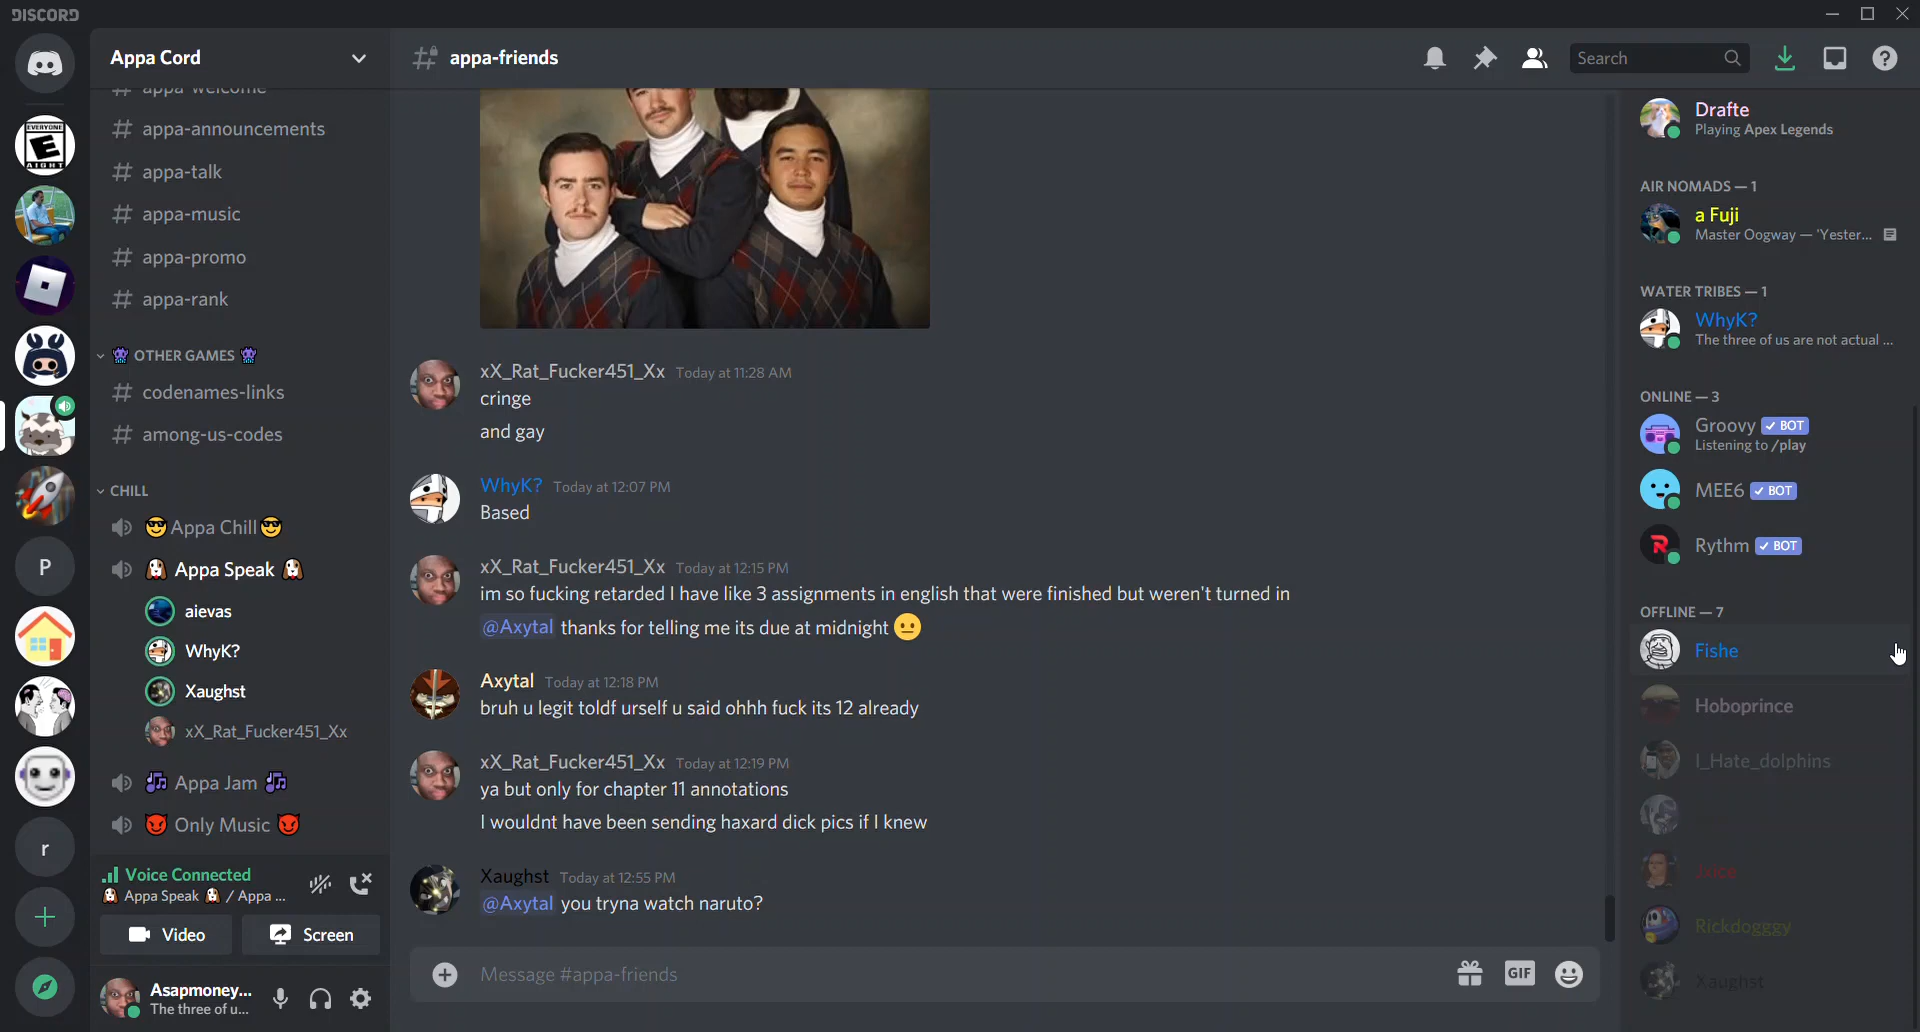 DISCORD
Appa Cord
appa-welcome
# appa-announcements
# appa-talk
# appa-music
# appa-promo
# appa-rank
👾 OTHER GAMES 👾
# codenames-links
# among-us-codes
CHILL
😎Appa Chill😎
Appa Speak
aievas
WhyK?
Xaughst
xX_Rat_Fucker451_Xx
🎶 Appa Jam 🎶
😈 Only Music 😈
Voice Connected
Appa Speak / Appa ...
Video
Screen
Asapmoney...
The three of u...
EVERYONE
E
AIGHT
P
r
# appa-friends
Search
xX_Rat_Fucker451_Xx Today at 11:28 AM
cringe
and gay
WhyK? Today at 12:07 PM
Based
xX_Rat_Fucker451_Xx Today at 12:15 PM
im so fucking retarded I have like 3 assignments in english that were finished but weren't turned in
@Axytal thanks for telling me its due at midnight 😐
Axytal Today at 12:18 PM
bruh u legit toldf urself u said ohhh fuck its 12 already
xX_Rat_Fucker451_Xx Today at 12:19 PM
ya but only for chapter 11 annotations
I wouldnt have been sending haxard dick pics if I knew
Xaughst Today at 12:55 PM
@Axytal you tryna watch naruto?
Message #appa-friends
GIF
Drafte
Playing Apex Legends
AIR NOMADS — 1
a Fuji
Master Oogway — 'Yester...
WATER TRIBES — 1
WhyK?
The three of us are not actual ...
ONLINE — 3
Groovy ✓ BOT
Listening to /play
MEE6 ✓ BOT
Rythm ✓ BOT
OFFLINE — 7
Fishe
Hoboprince
I_Hate_dolphins
Rickdogggy
Xaughst